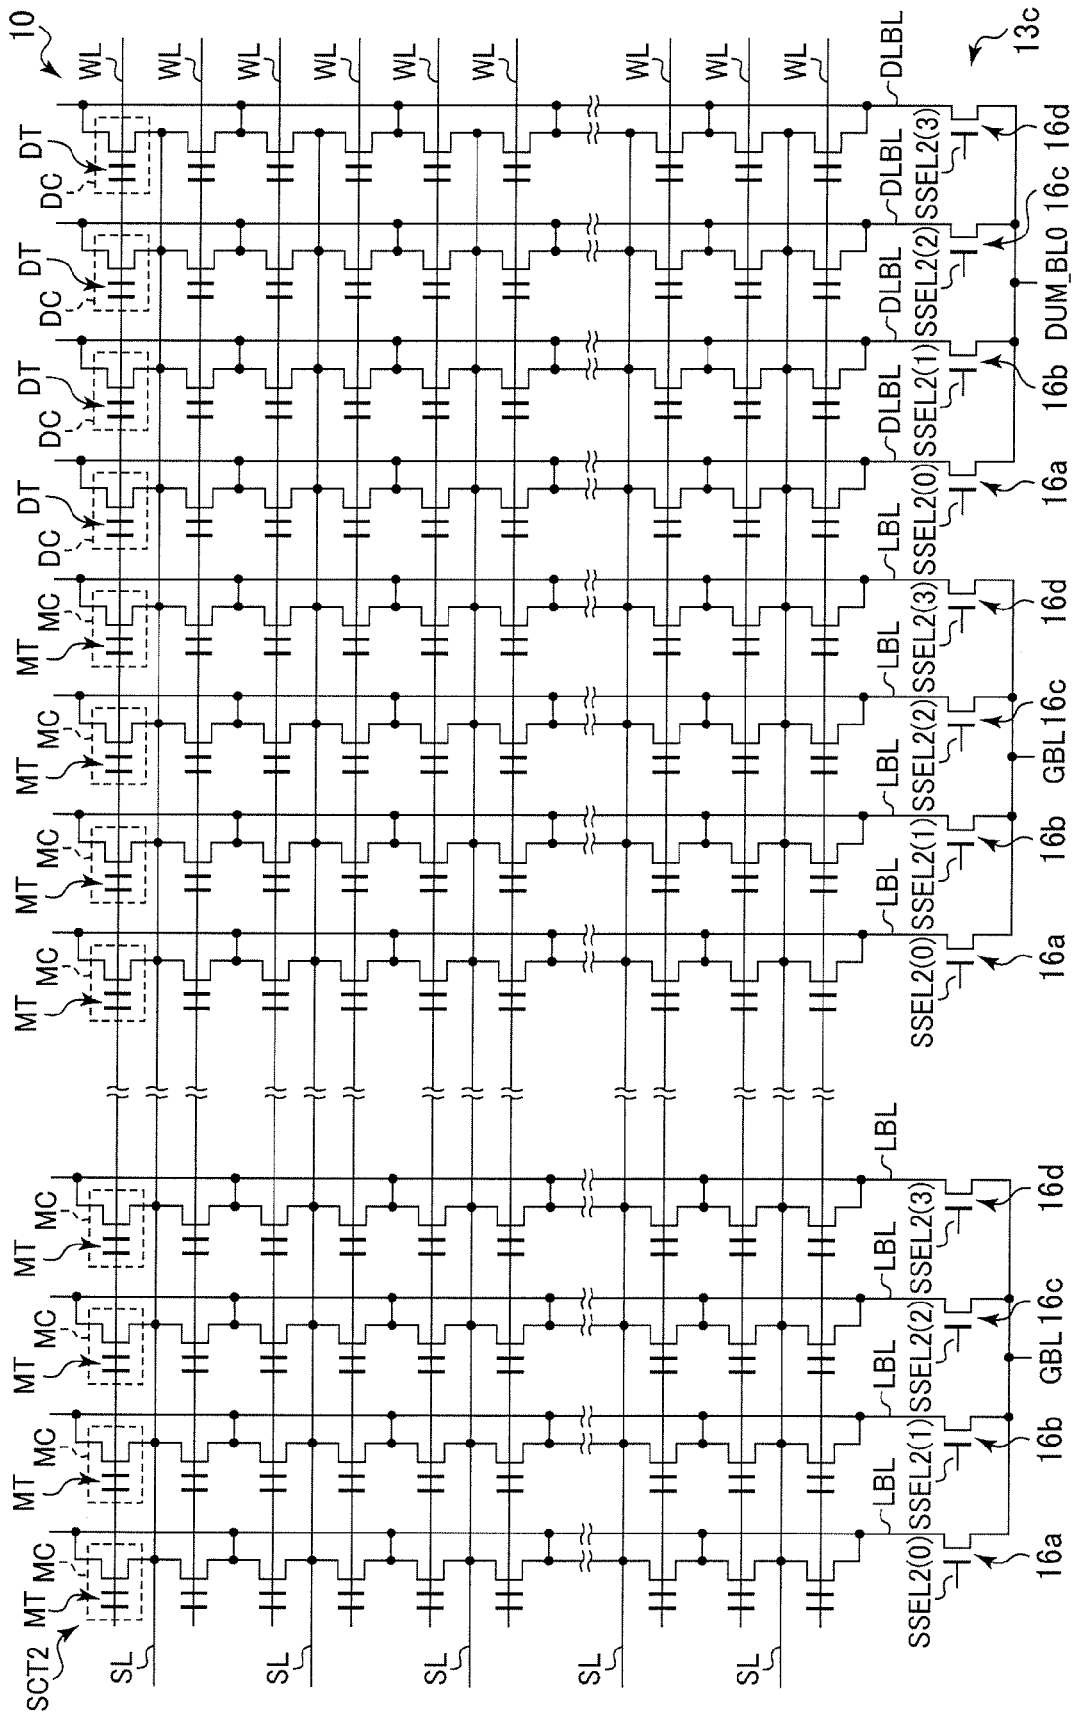 MT MT MT MT MT MT MT MT DT DT DT DT 10
SCT2 MC MC MC MC MC MC MC MC DC DC DC DC
WL
SL
WL
WL
SL
WL
WL
SL
WL
SL
WL
WL
SL
WL
LBL LBL LBL LBL LBL LBL LBL LBL DLBL DLBL DLBL DLBL
SSEL2(0) SSEL2(1) SSEL2(2) SSEL2(3) SSEL2(0) SSEL2(1) SSEL2(2) SSEL2(3) SSEL2(0) SSEL2(1) SSEL2(2) SSEL2(3)
13c
16a 16b GBL 16c 16d 16a 16b GBL 16c 16d 16a 16b DUM_BL0 16c 16d